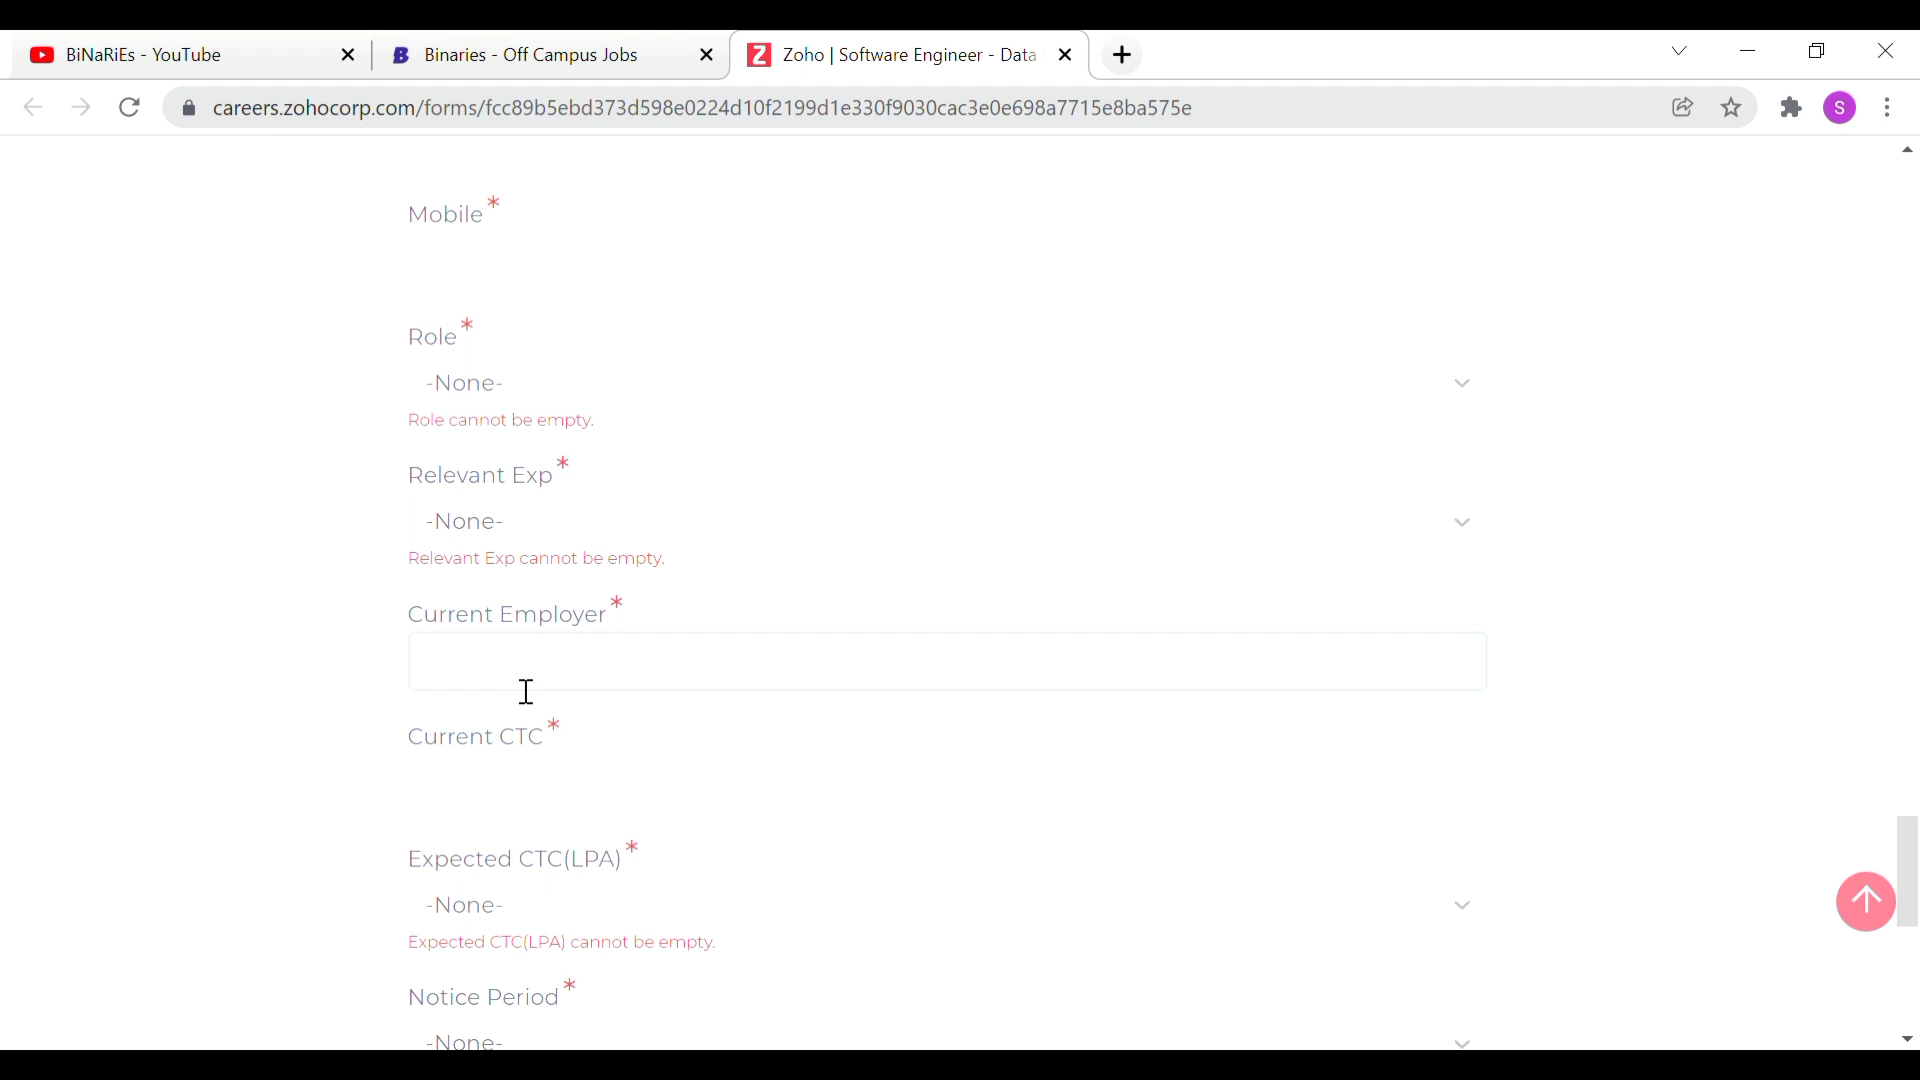 BiNaRiEs - YouTube
Binaries - Off Campus Jobs
Zoho | Software Engineer - Data
careers.zohocorp.com/forms/fcc89b5ebd373d598e0224d10f2199d1e330f9030cac3e0e698a7715e8ba575e
S
Mobile*
Role*
-None-
Role cannot be empty.
Relevant Exp*
-None-
Relevant Exp cannot be empty.
Current Employer*
Current CTC*
Expected CTC(LPA)*
-None-
Expected CTC(LPA) cannot be empty.
Notice Period*
-None-